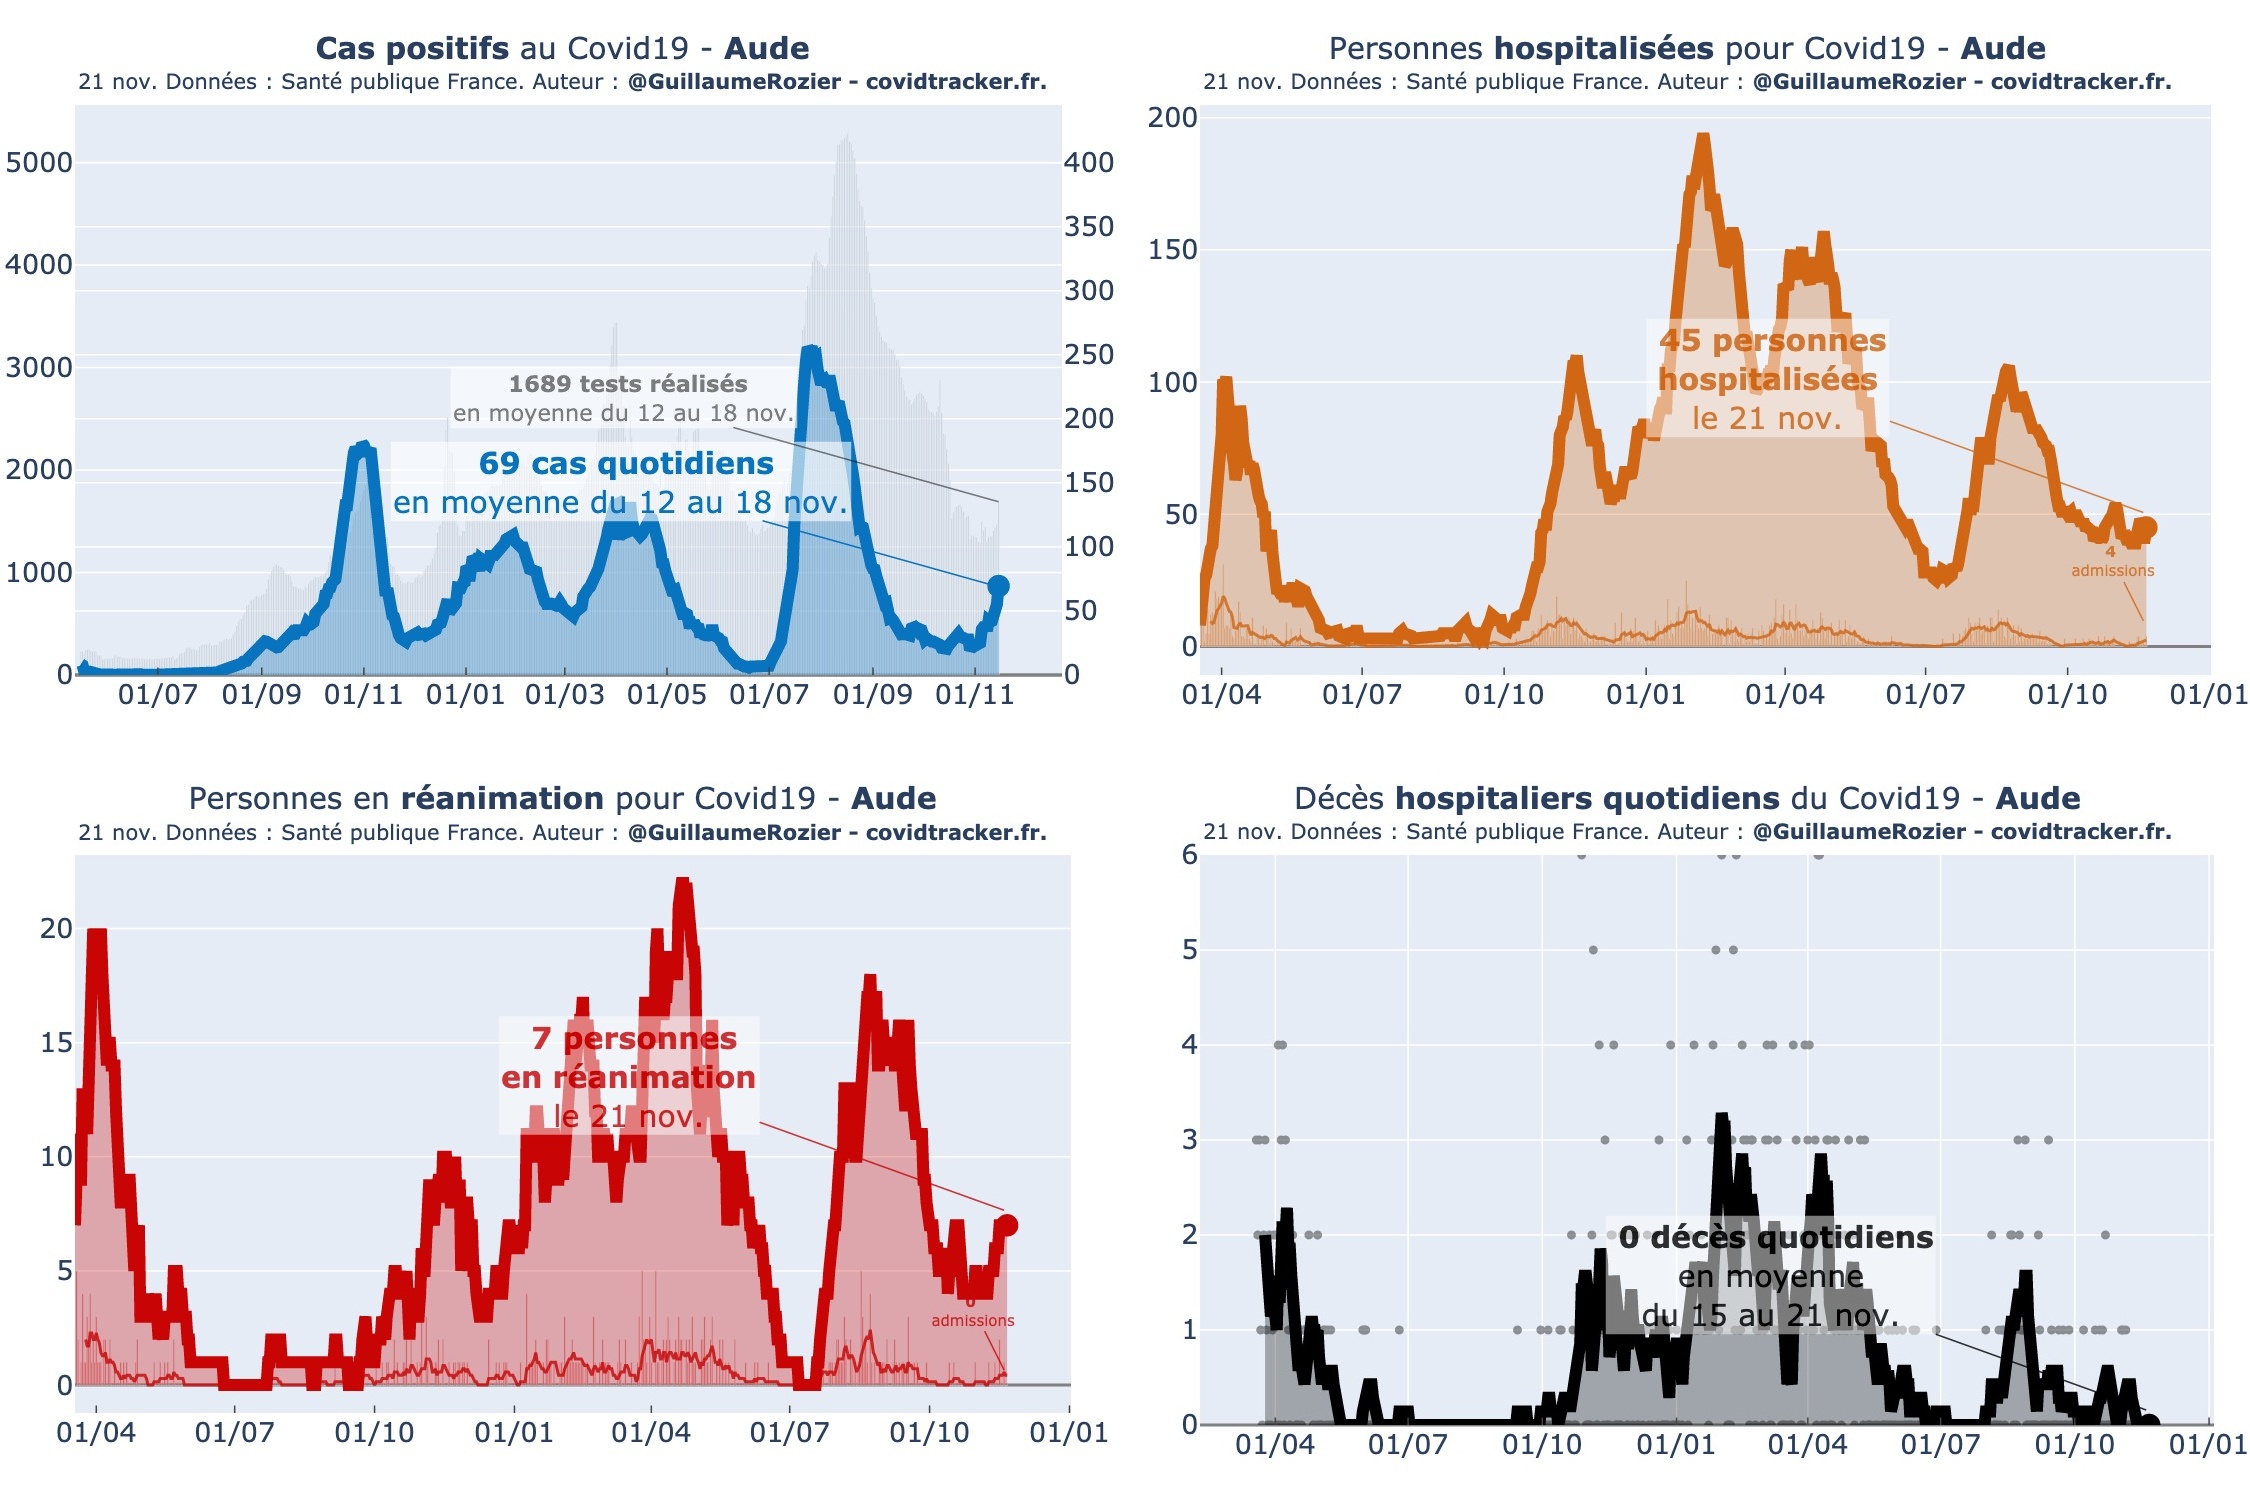 Cas positifs au Covid19 - Aude
21 nov. Données : Santé publique France. Auteur : @GuillaumeRozier - covidtracker.fr.
5000
4000
3000
2000
1000
0
400
350
300
250
200
150
100
50
0
1689 tests réalisés
en moyenne du 12 au 18 nov.
69 cas quotidiens
en moyenne du 12 au 18 nov.
01/07 01/09 01/11 01/01 01/03 01/05 01/07 01/09 01/11
Personnes hospitalisées pour Covid19 - Aude
21 nov. Données : Santé publique France. Auteur : @GuillaumeRozier - covidtracker.fr.
200
150
100
50
0
45 personnes
hospitalisées
le 21 nov.
4
admissions
01/04 01/07 01/10 01/01 01/04 01/07 01/10 01/01
Personnes en réanimation pour Covid19 - Aude
21 nov. Données : Santé publique France. Auteur : @GuillaumeRozier - covidtracker.fr.
20
15
10
5
0
7 personnes
en réanimation
le 21 nov.
0
admissions
01/04 01/07 01/10 01/01 01/04 01/07 01/10 01/01
Décès hospitaliers quotidiens du Covid19 - Aude
21 nov. Données : Santé publique France. Auteur : @GuillaumeRozier - covidtracker.fr.
6
5
4
3
2
1
0
0 décès quotidiens
en moyenne
du 15 au 21 nov.
01/04 01/07 01/10 01/01 01/04 01/07 01/10 01/01